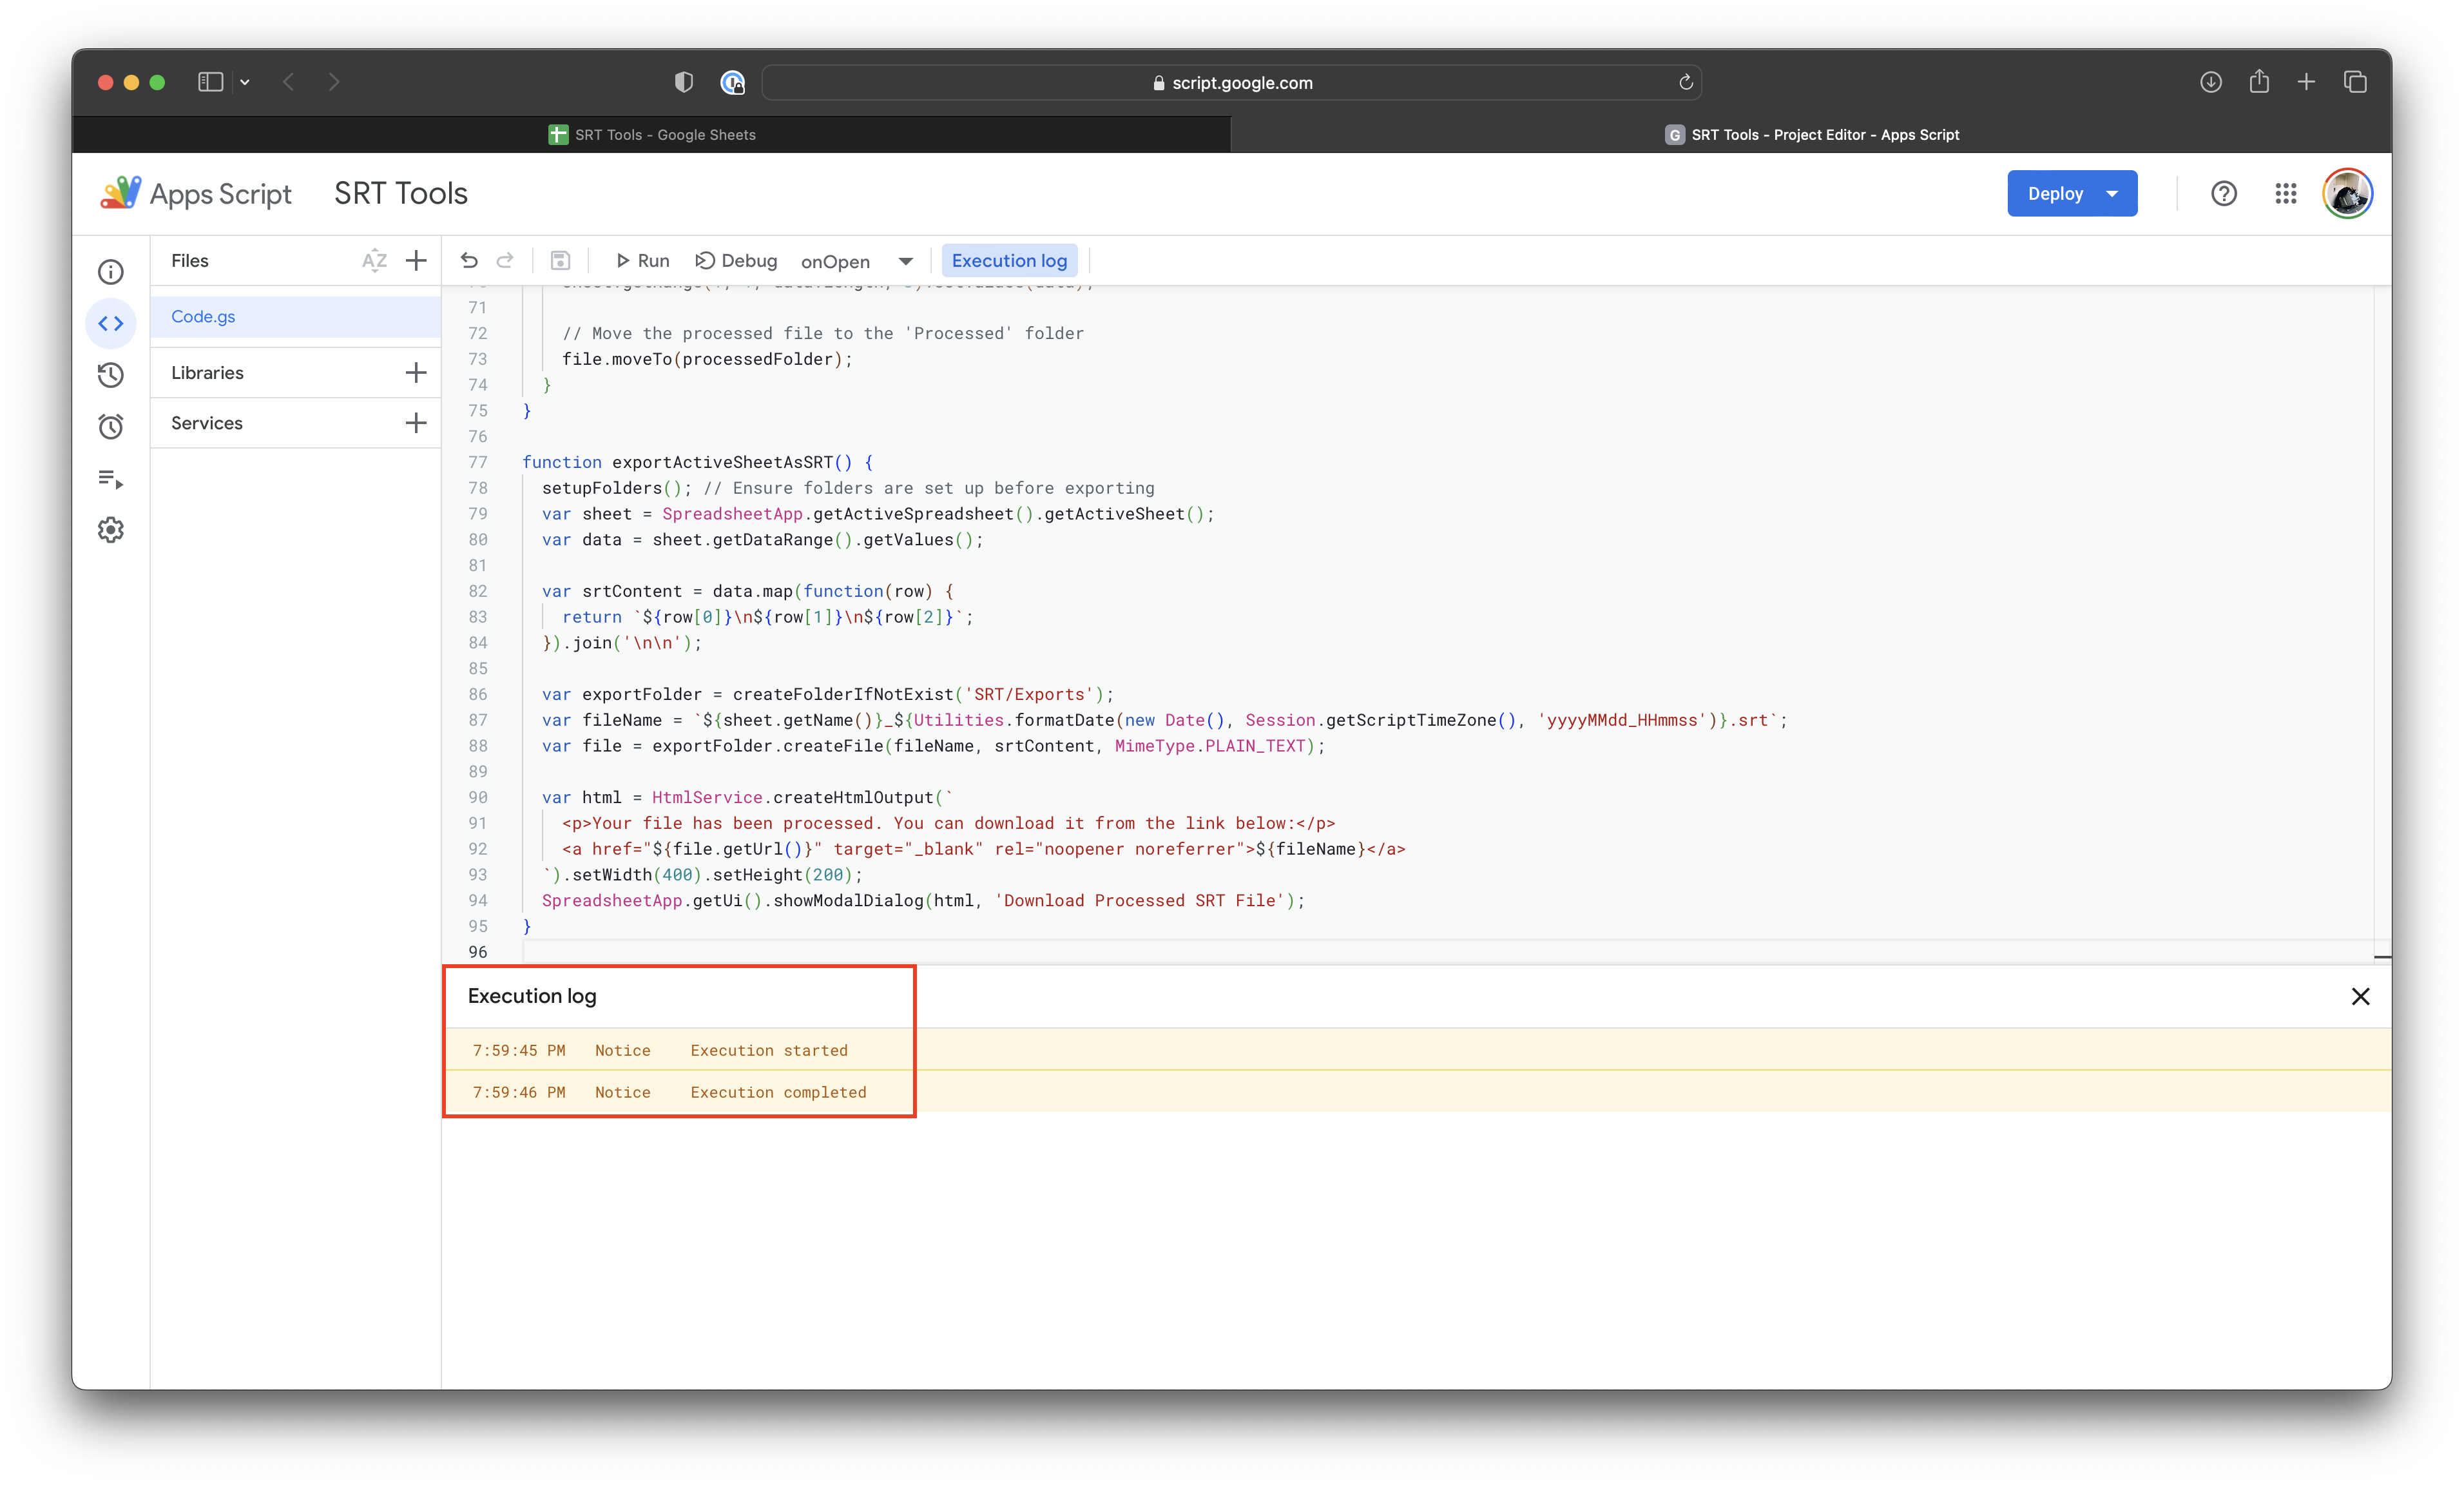 script.google.com
SRT Tools - Google Sheets
SRT Tools - Project Editor - Apps Script
Apps Script
SRT Tools
Deploy
Files
AZ
Run
Debug
onOpen
Execution log
Code.gs
Libraries
Services
71
72 // Move the processed file to the 'Processed' folder
73 file.moveTo(processedFolder);
74 }
75 }
76
77 function exportActiveSheetAsSRT() {
78 setupFolders(); // Ensure folders are set up before exporting
79 var sheet = SpreadsheetApp.getActiveSpreadsheet().getActiveSheet();
80 var data = sheet.getDataRange().getValues();
81
82 var srtContent = data.map(function(row) {
83 return `${row[0]}\n${row[1]}\n${row[2]}`;
84 }).join('\n\n');
85
86 var exportFolder = createFolderIfNotExist('SRT/Exports');
87 var fileName = `${sheet.getName()}_${Utilities.formatDate(new Date(), Session.getScriptTimeZone(), 'yyyyMMdd_HHmmss')}.srt`;
88 var file = exportFolder.createFile(fileName, srtContent, MimeType.PLAIN_TEXT);
89
90 var html = HtmlService.createHtmlOutput(`
91 <p>Your file has been processed. You can download it from the link below:</p>
92 <a href="${file.getUrl()}" target="_blank" rel="noopener noreferrer">${fileName}</a>
93 `).setWidth(400).setHeight(200);
94 SpreadsheetApp.getUi().showModalDialog(html, 'Download Processed SRT File');
95 }
96
Execution log
7:59:45 PM Notice Execution started
7:59:46 PM Notice Execution completed